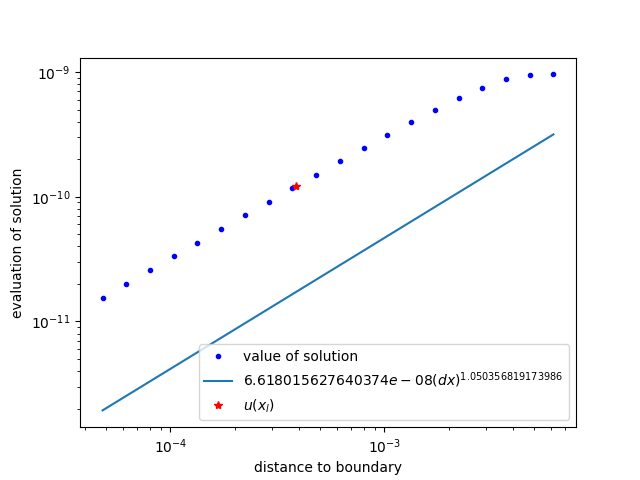 10⁻⁹
10⁻¹⁰
10⁻¹¹
evaluation of solution
value of solution
6.618015627640374e − 08(dx)^1.050356819173986
u(x_l)
10⁻⁴
10⁻³
distance to boundary